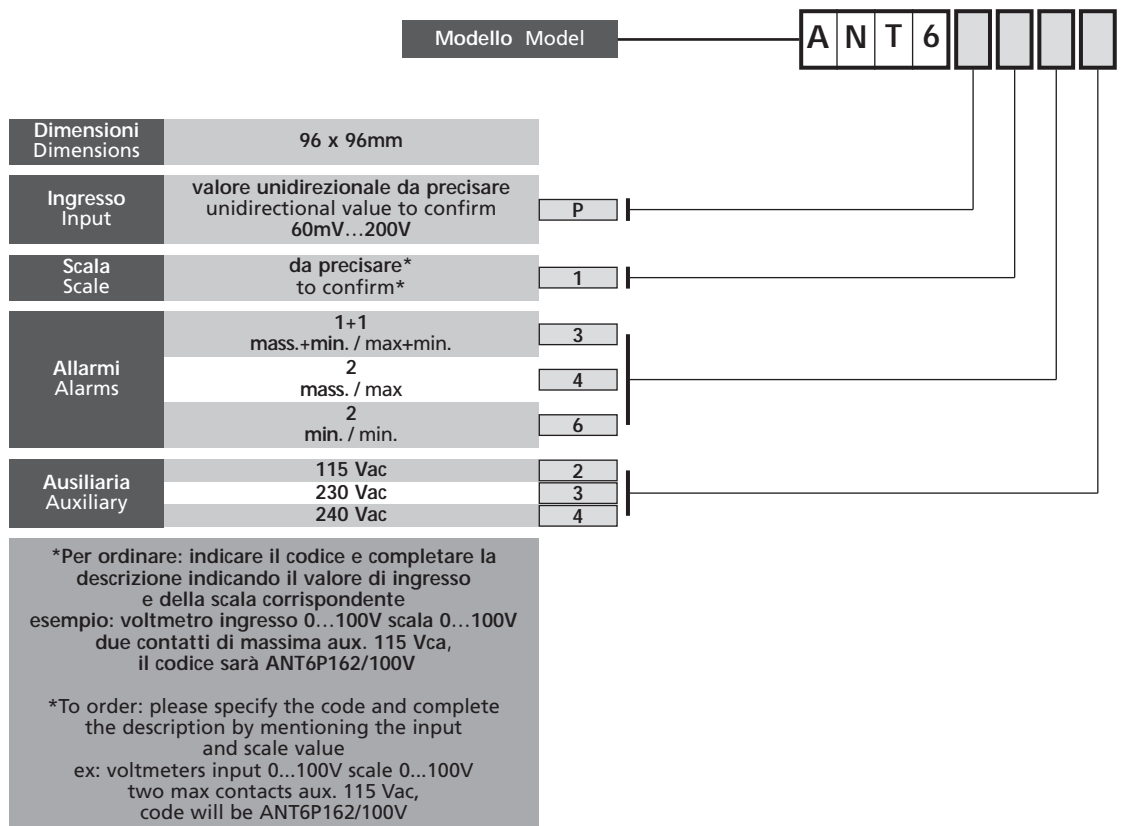 Modello Model
A N T 6
Dimensioni
Dimensions
96 x 96mm
Ingresso
Input
valore unidirezionale da precisare
unidirectional value to confirm
60mV...200V
P
Scala
Scale
da precisare*
to confirm*
1
Allarmi
Alarms
1+1
mass.+min. / max+min.
3
2
mass. / max
4
2
min. / min.
6
Ausiliaria
Auxiliary
115 Vac
2
230 Vac
3
240 Vac
4
*Per ordinare: indicare il codice e completare la
descrizione indicando il valore di ingresso
e della scala corrispondente
esempio: voltmetro ingresso 0...100V scala 0...100V
due contatti di massima aux. 115 Vca,
il codice sarà ANT6P162/100V
*To order: please specify the code and complete
the description by mentioning the input
and scale value
ex: voltmeters input 0...100V scale 0...100V
two max contacts aux. 115 Vac,
code will be ANT6P162/100V